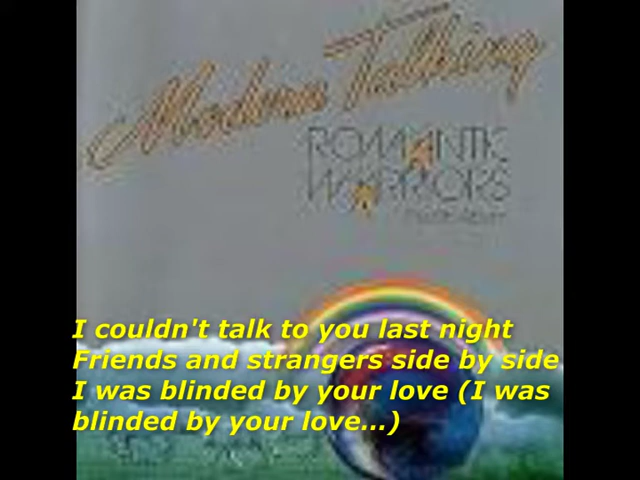 Modern Talking
ROMANTIC
WARRIORS
I couldn't talk to you last night
Friends and strangers side by side
I was blinded by your love (I was
blinded by your love...)